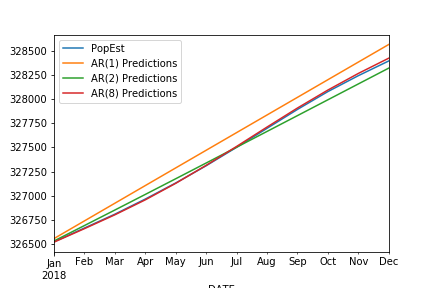 328500
328250
328000
327750
327500
327250
327000
326750
326500
PopEst
AR(1) Predictions
AR(2) Predictions
AR(8) Predictions
Jan Feb Mar Apr May Jun Jul Aug Sep Oct Nov Dec
2018
DATE